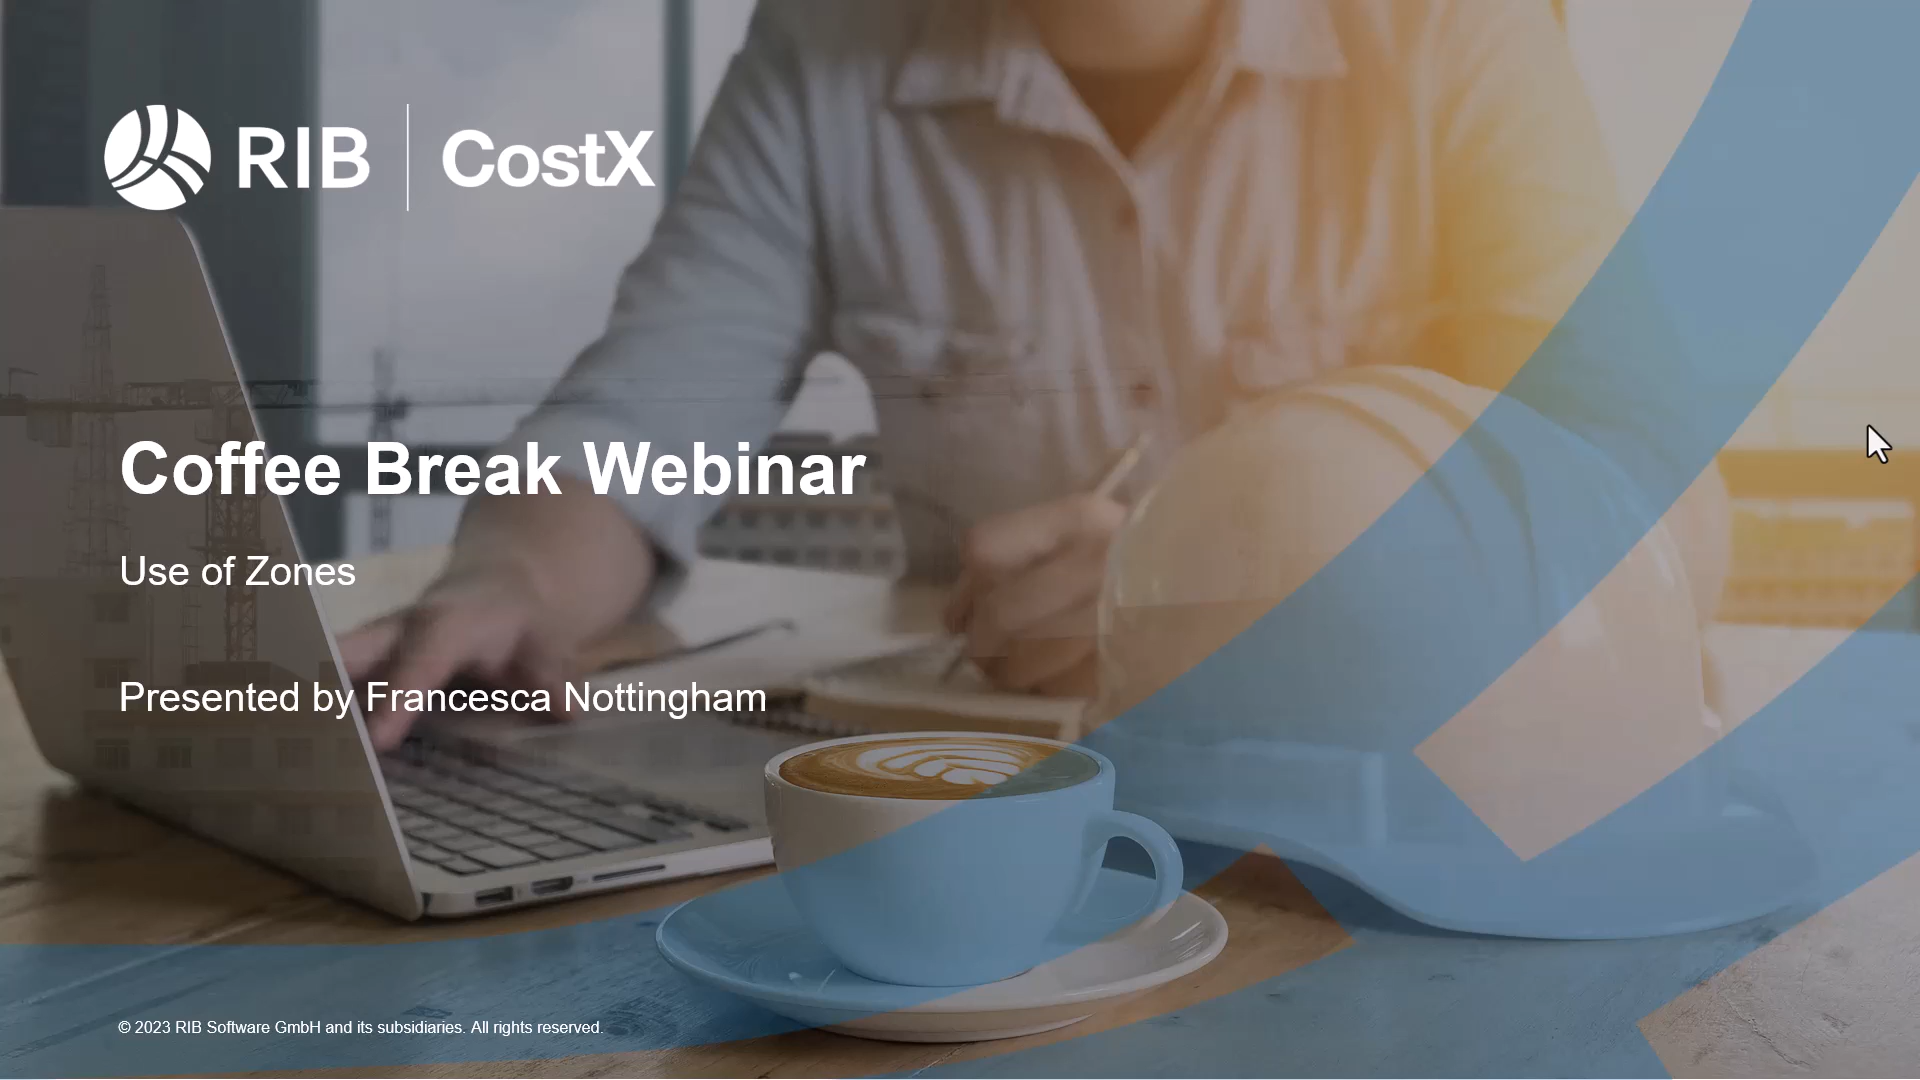 RIB | CostX
Coffee Break Webinar
Use of Zones
Presented by Francesca Nottingham
© 2023 RIB Software GmbH and its subsidiaries. All rights reserved.